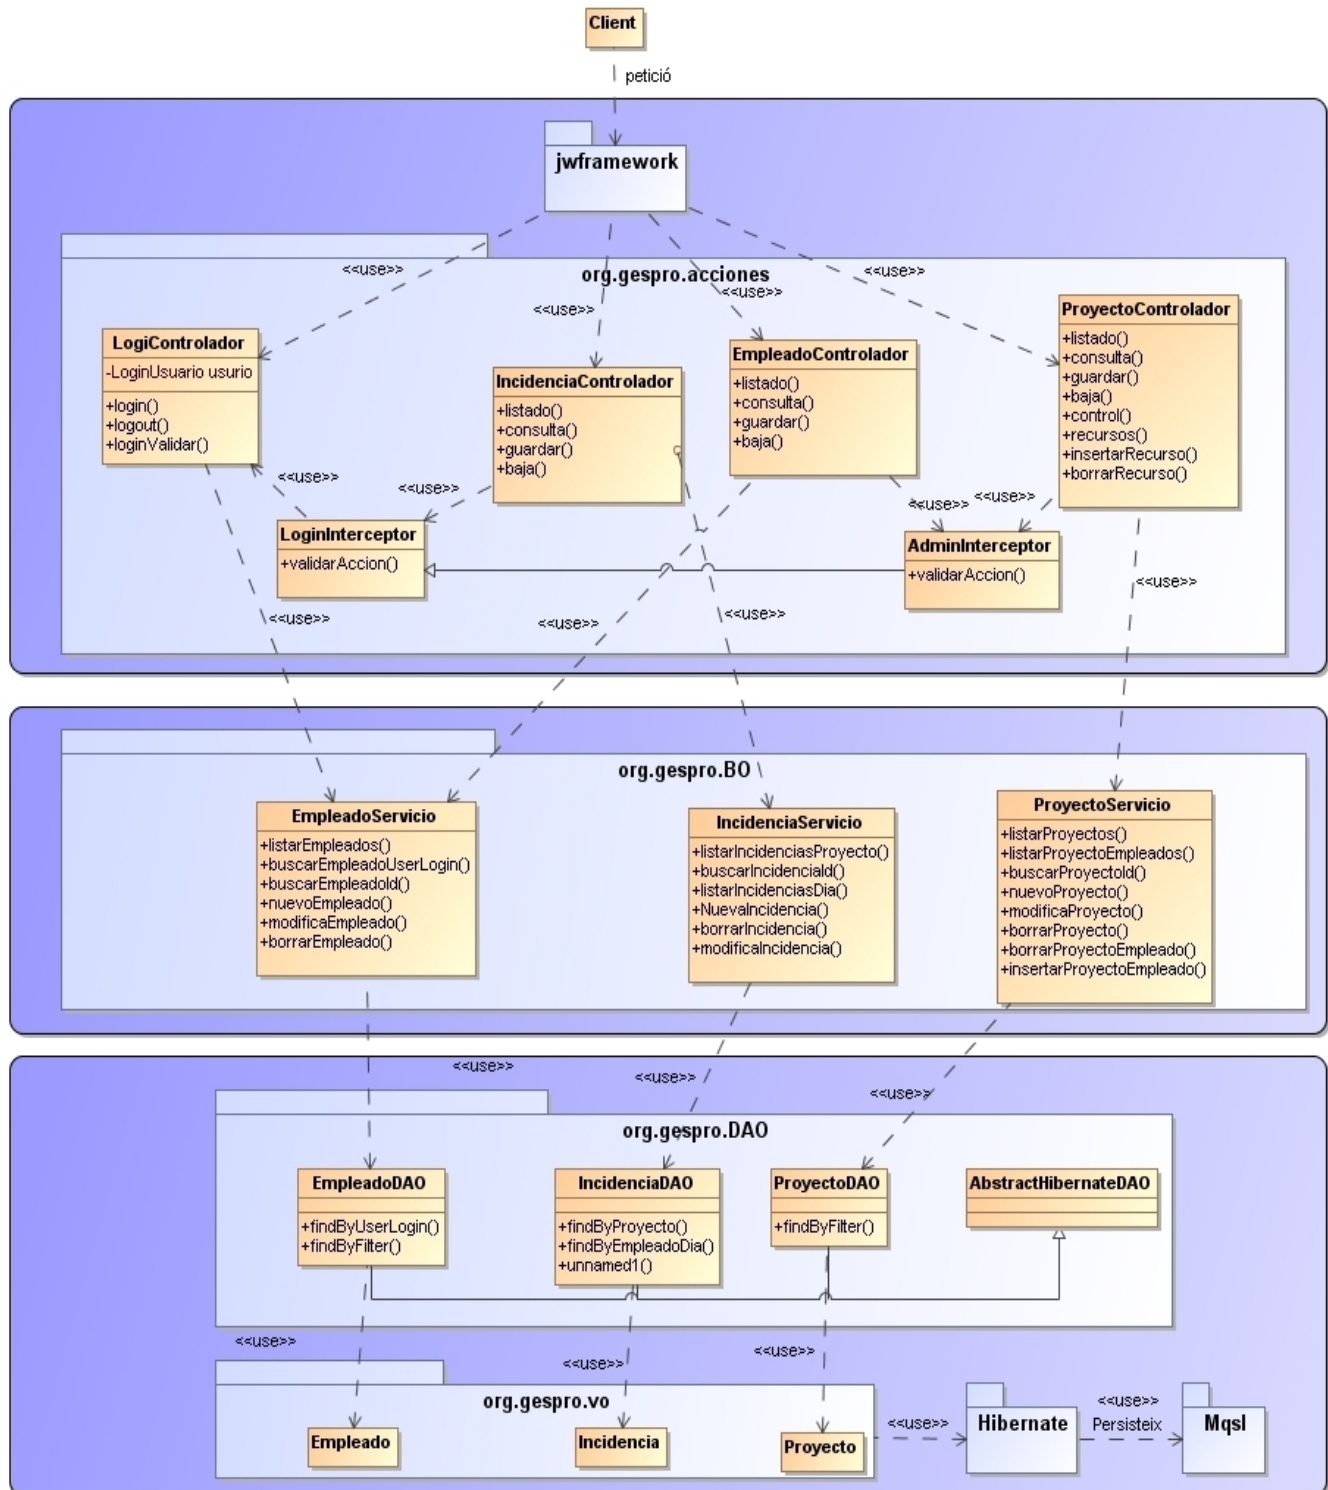 Client
petició
jwframework
<<use>>
<<use>>
<<use>>
<<use>>
org.gespro.acciones
LogiControlador
-LoginUsuario usurio
+login()
+logout()
+loginValidar()
IncidenciaControlador
+listado()
+consulta()
+guardar()
+baja()
EmpleadoControlador
+listado()
+consulta()
+guardar()
+baja()
ProyectoControlador
+listado()
+consulta()
+guardar()
+baja()
+control()
+recursos()
+insertarRecurso()
+borrarRecurso()
<<use>>
<<use>>
<<use>>
<<use>>
LoginInterceptor
+validarAccion()
AdminInterceptor
+validarAccion()
<<use>>
<<use>>
<<use>>
<<use>>
org.gespro.BO
EmpleadoServicio
+listarEmpleados()
+buscarEmpleadoUserLogin()
+buscarEmpleadoId()
+nuevoEmpleado()
+modificaEmpleado()
+borrarEmpleado()
IncidenciaServicio
+listarIncidenciasProyecto()
+buscarIncidenciaId()
+listarIncidenciasDia()
+NuevaIncidencia()
+borrarIncidencia()
+modificaIncidencia()
ProyectoServicio
+listarProyectos()
+listarProyectoEmpleados()
+buscarProyectoId()
+nuevoProyecto()
+modificaProyecto()
+borrarProyecto()
+borrarProyectoEmpleado()
+insertarProyectoEmpleado()
<<use>>
<<use>>
<<use>>
org.gespro.DAO
EmpleadoDAO
+findByUserLogin()
+findByFilter()
IncidenciaDAO
+findByProyecto()
+findByEmpleadoDia()
+unnamed1()
ProyectoDAO
+findByFilter()
AbstractHibernateDAO
<<use>>
<<use>>
<<use>>
org.gespro.vo
Empleado
Incidencia
Proyecto
<<use>>
Hibernate
<<use>>
Persisteix
Mqsl